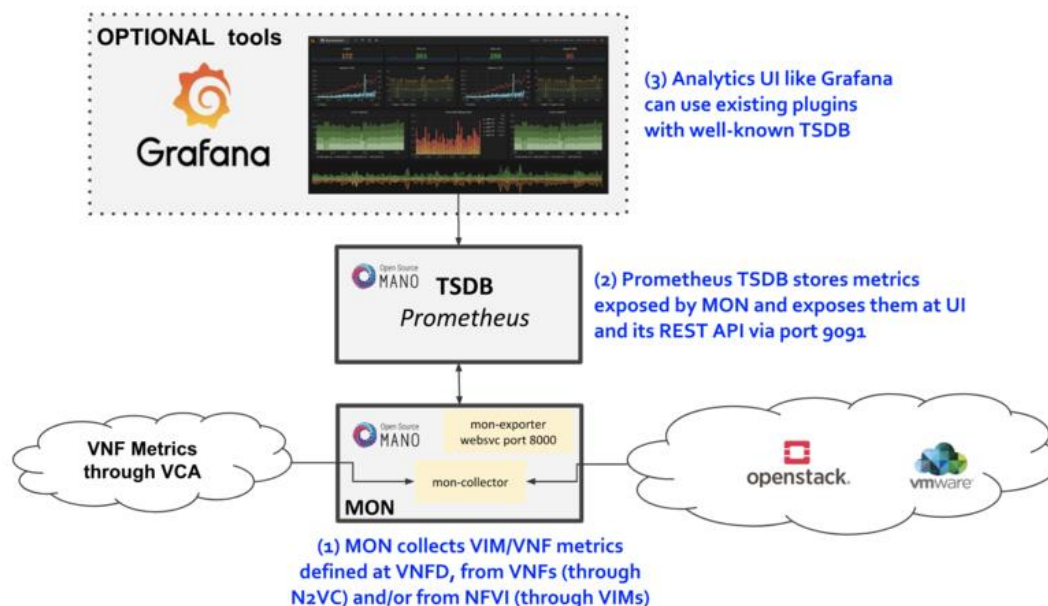 OPTIONAL tools
Grafana
(3) Analytics UI like Grafana
can use existing plugins
with well-known TSDB
Open Source
MANO
TSDB
Prometheus
(2) Prometheus TSDB stores metrics
exposed by MON and exposes them at UI
and its REST API via port 9091
VNF Metrics
through VCA
Open Source
MANO
mon-exporter
websvc port 8000
mon-collector
MON
openstack.
vmware
(1) MON collects VIM/VNF metrics
defined at VNFD, from VNFs (through
N2VC) and/or from NFVI (through VIMs)